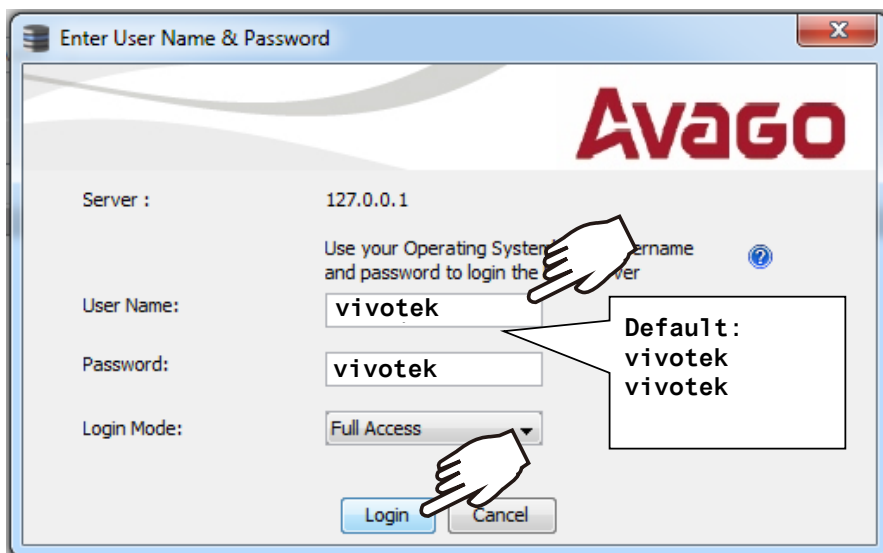 Enter User Name & Password
AVAGO
Server : 127.0.0.1
Use your Operating System ername
and password to login the ver
User Name: vivotek
Password: vivotek
Login Mode: Full Access
Default:
vivotek
vivotek
Login Cancel